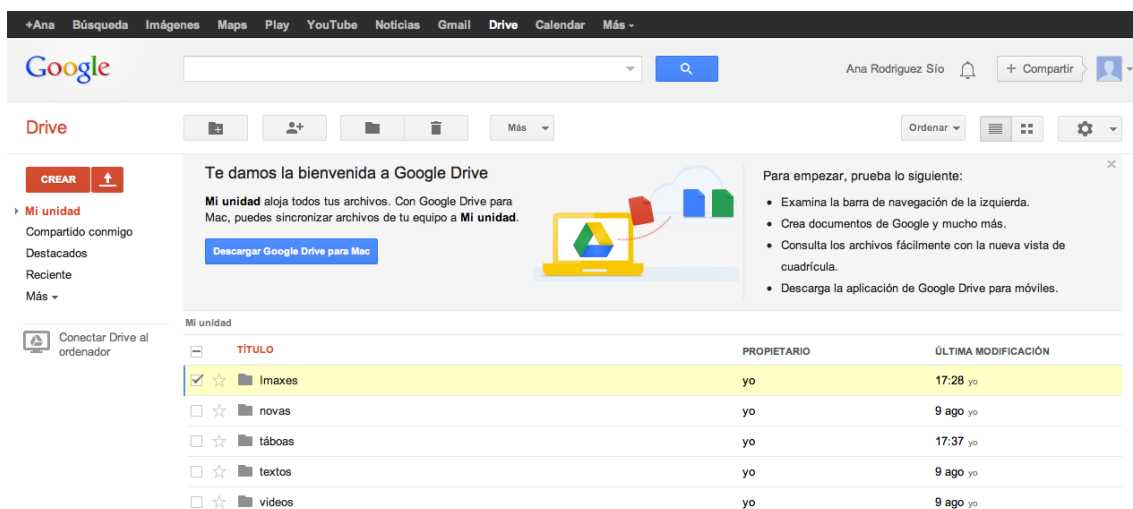 +Ana Búsqueda Imágenes Maps Play YouTube Noticias Gmail Drive Calendar Más
Google
Ana Rodriguez Sío
+ Compartir
Drive
Más
Ordenar
CREAR
Mi unidad
Compartido conmigo
Destacados
Reciente
Más
Conectar Drive al
ordenador
Te damos la bienvenida a Google Drive
Mi unidad aloja todos tus archivos. Con Google Drive para
Mac, puedes sincronizar archivos de tu equipo a Mi unidad.
Descargar Google Drive para Mac
Para empezar, prueba lo siguiente:
• Examina la barra de navegación de la izquierda.
• Crea documentos de Google y mucho más.
• Consulta los archivos fácilmente con la nueva vista de
cuadrícula.
• Descarga la aplicación de Google Drive para móviles.
Mi unidad
TÍTULO PROPIETARIO ÚLTIMA MODIFICACIÓN
Imaxes yo 17:28 yo
novas yo 9 ago yo
táboas yo 17:37 yo
textos yo 9 ago yo
videos yo 9 ago yo